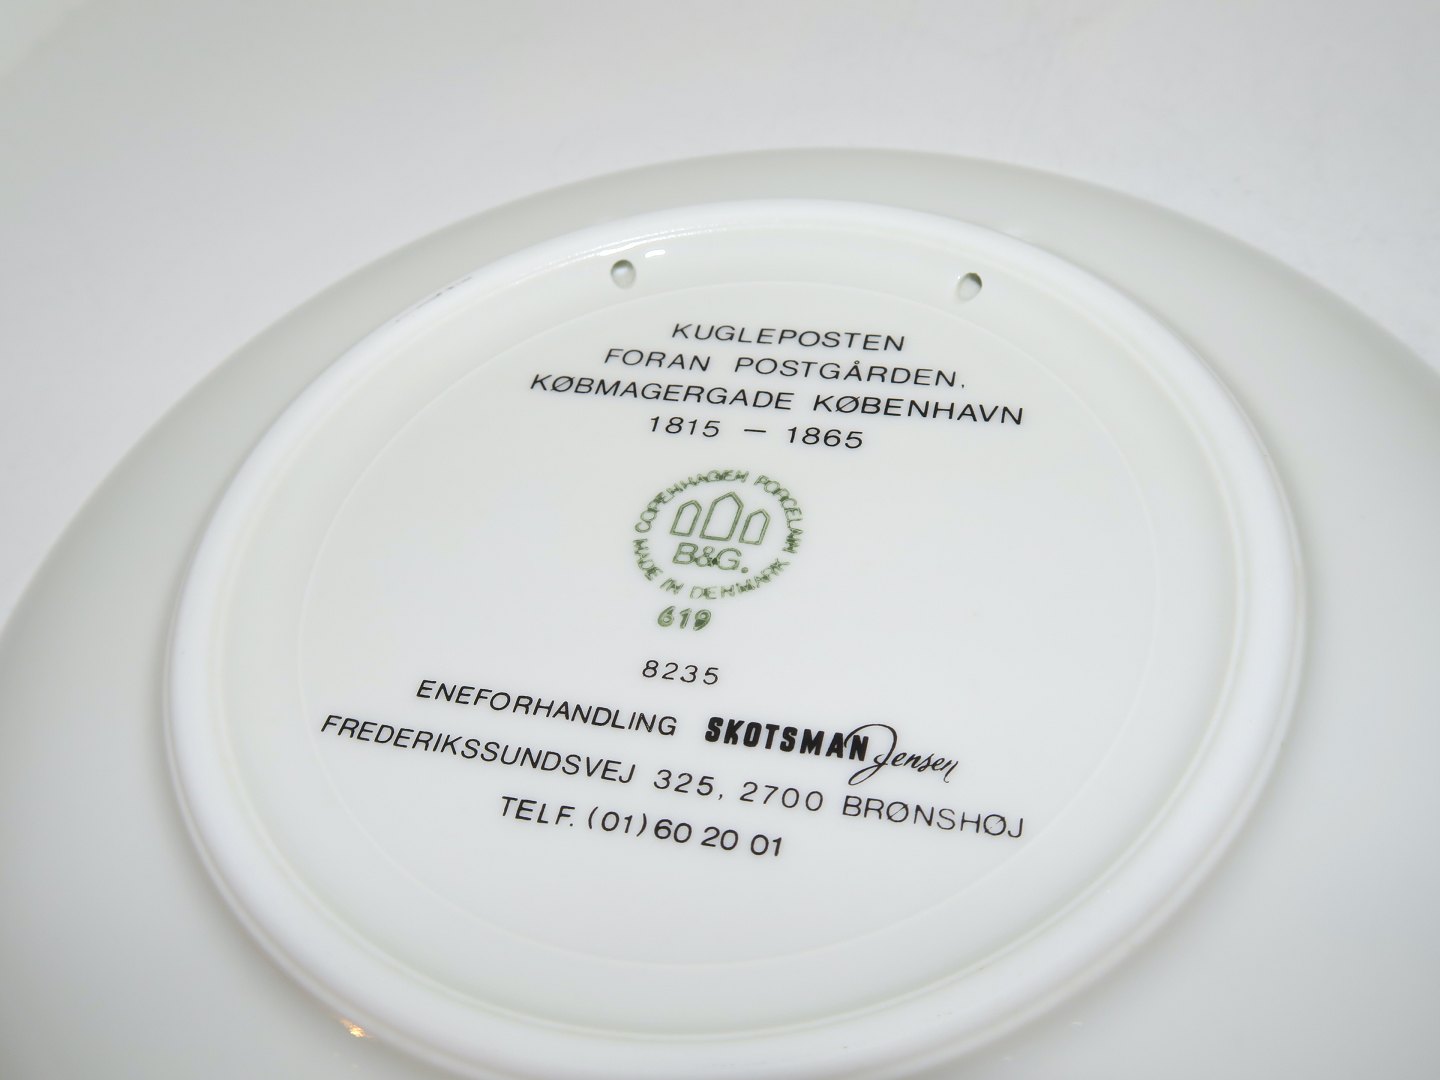 KUGLEPOSTEN
FORAN POSTGÅRDEN,
KØBMAGERGADE KØBENHAVN
1815 – 1865
COPENHAGEN PORCELAIN
B&G.
MADE IN DENMARK
619
8235
ENEFORHANDLING SKOTSMAN Jensen
FREDERIKSSUNDSVEJ 325, 2700 BRØNSHØJ
TELF. (01) 60 20 01